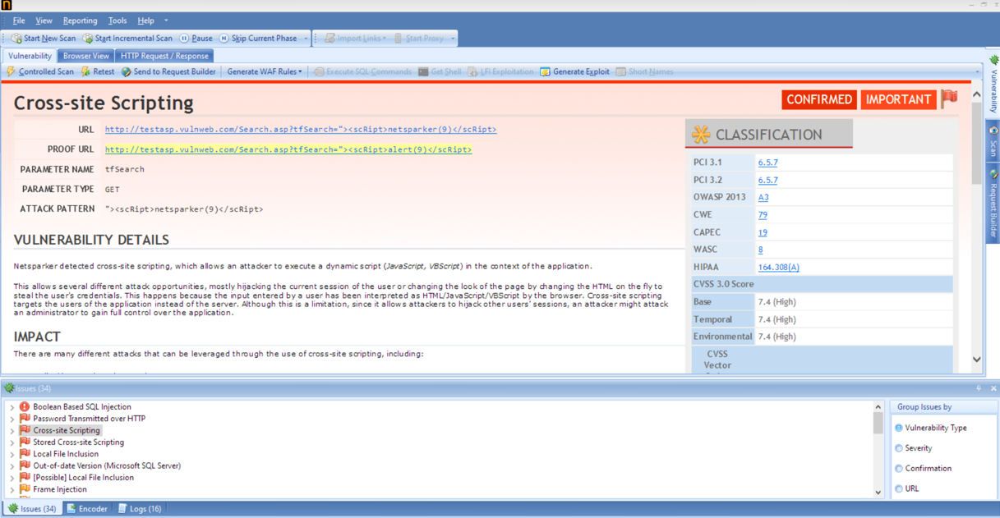 n
File View Reporting Tools Help
Start New Scan Start Incremental Scan Pause Skip Current Phase Import Links Start Proxy
Vulnerability Browser View HTTP Request / Response
Controlled Scan Retest Send to Request Builder Generate WAF Rules Execute SQL Commands Get Shell LFI Exploitation Generate Exploit Short Names
Cross-site Scripting
CONFIRMED IMPORTANT
URL http://testasp.vulnweb.com/Search.asp?tfSearch="><scRipt>netsparker(9)</scRipt>
PROOF URL http://testasp.vulnweb.com/Search.asp?tfSearch="><scRipt>alert(9)</scRipt>
PARAMETER NAME tfSearch
PARAMETER TYPE GET
ATTACK PATTERN "><scRipt>netsparker(9)</scRipt>
VULNERABILITY DETAILS
Netsparker detected cross-site scripting, which allows an attacker to execute a dynamic script (JavaScript, VBScript) in the context of the application.
This allows several different attack opportunities, mostly hijacking the current session of the user or changing the look of the page by changing the HTML on the fly to
steal the user's credentials. This happens because the input entered by a user has been interpreted as HTML/JavaScript/VBScript by the browser. Cross-site scripting
targets the users of the application instead of the server. Although this is a limitation, since it allows attackers to hijack other users' sessions, an attacker might attack
an administrator to gain full control over the application.
IMPACT
There are many different attacks that can be leveraged through the use of cross-site scripting, including:
CLASSIFICATION
PCI 3.1 6.5.7
PCI 3.2 6.5.7
OWASP 2013 A3
CWE 79
CAPEC 19
WASC 8
HIPAA 164.308(A)
CVSS 3.0 Score
Base 7.4 (High)
Temporal 7.4 (High)
Environmental 7.4 (High)
CVSS
Vector
Vulnerability
Scan
Request Builder
Issues (34)
Boolean Based SQL Injection
Password Transmitted over HTTP
Cross-site Scripting
Stored Cross-site Scripting
Local File Inclusion
Out-of-date Version (Microsoft SQL Server)
[Possible] Local File Inclusion
Frame Injection
Group Issues by
Vulnerability Type
Severity
Confirmation
URL
Issues (34) Encoder Logs (16)